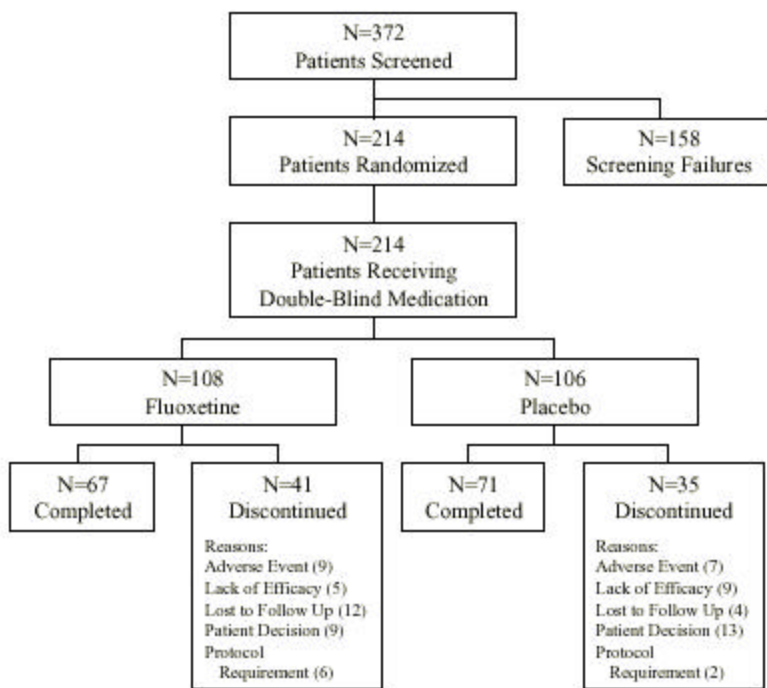 N=372
Patients Screened
N=214
Patients Randomized
N=158
Screening Failures
N=214
Patients Receiving
Double-Blind Medication
N=108
Fluoxetine
N=106
Placebo
N=67
Completed
N=41
Discontinued
Reasons:
Adverse Event (9)
Lack of Efficacy (5)
Lost to Follow Up (12)
Patient Decision (9)
Protocol
Requirement (6)
N=71
Completed
N=35
Discontinued
Reasons:
Adverse Event (7)
Lack of Efficacy (9)
Lost to Follow Up (4)
Patient Decision (13)
Protocol
Requirement (2)